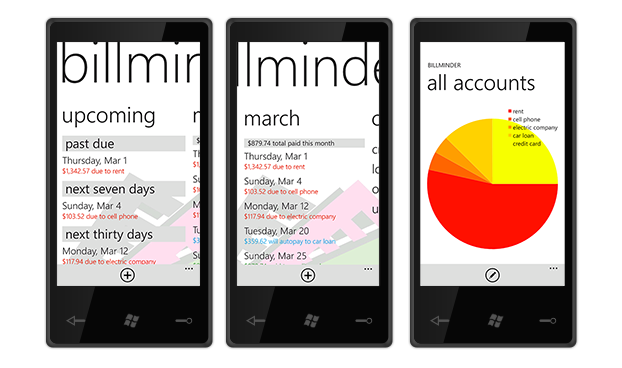 billmin
upcoming
past due
Thursday, Mar 1
$1,342.57 due to rent
next seven days
Sunday, Mar 4
$103.52 due to cell phone
next thirty days
Monday, Mar 12
$117.94 due to electric company
llminde
march
$879.74 total paid this month
Thursday, Mar 1
$1,342.57 due to rent
Sunday, Mar 4
$103.52 due to cell phone
Monday, Mar 12
$117.94 due to electric company
Tuesday, Mar 20
$359.62 will autopay to car loan
Sunday, Mar 25
BILLMINDER
all accounts
rent
cell phone
electric company
car loan
credit card